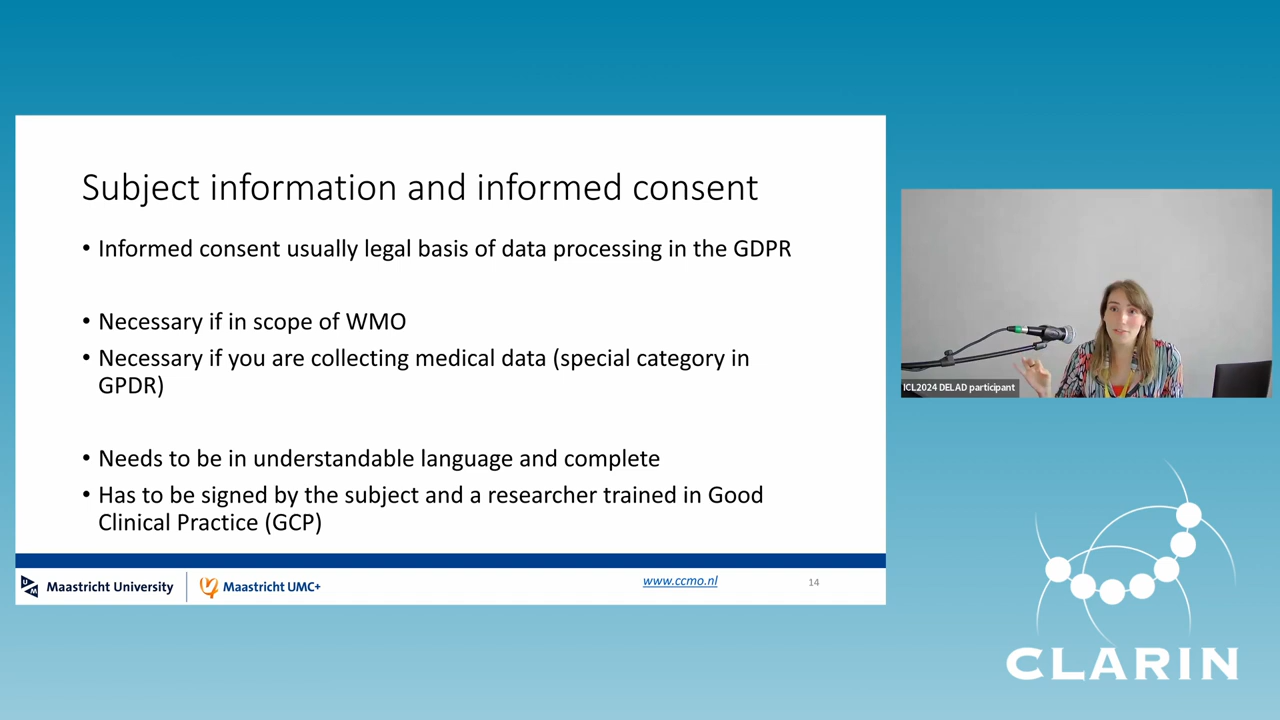 Subject information and informed consent
• Informed consent usually legal basis of data processing in the GDPR
• Necessary if in scope of WMO
• Necessary if you are collecting medical data (special category in
GPDR)
• Needs to be in understandable language and complete
• Has to be signed by the subject and a researcher trained in Good
Clinical Practice (GCP)
UM
Maastricht University
Maastricht UMC+
www.ccmo.nl
14
ICL2024 DELAD participant
CLARIN